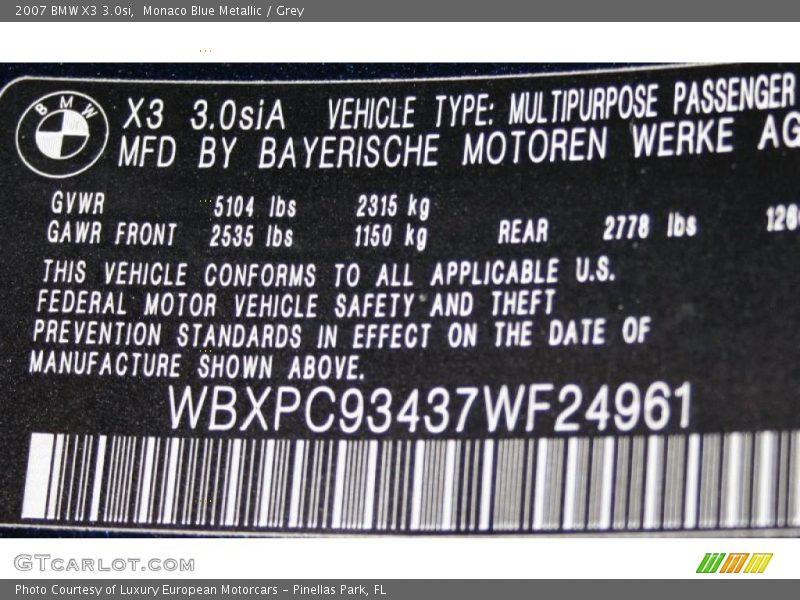 2007 BMW X3 3.0si, Monaco Blue Metallic / Grey
BMW
X3 3.0siA VEHICLE TYPE: MULTIPURPOSE PASSENGER
MFD BY BAYERISCHE MOTOREN WERKE AG
GVWR 5104 lbs 2315 kg
GAWR FRONT 2535 lbs 1150 kg REAR 2778 lbs
THIS VEHICLE CONFORMS TO ALL APPLICABLE U.S.
FEDERAL MOTOR VEHICLE SAFETY AND THEFT
PREVENTION STANDARDS IN EFFECT ON THE DATE OF
MANUFACTURE SHOWN ABOVE.
WBXPC93437WF24961
GTCARLOT.COM
Photo Courtesy of Luxury European Motorcars - Pinellas Park, FL